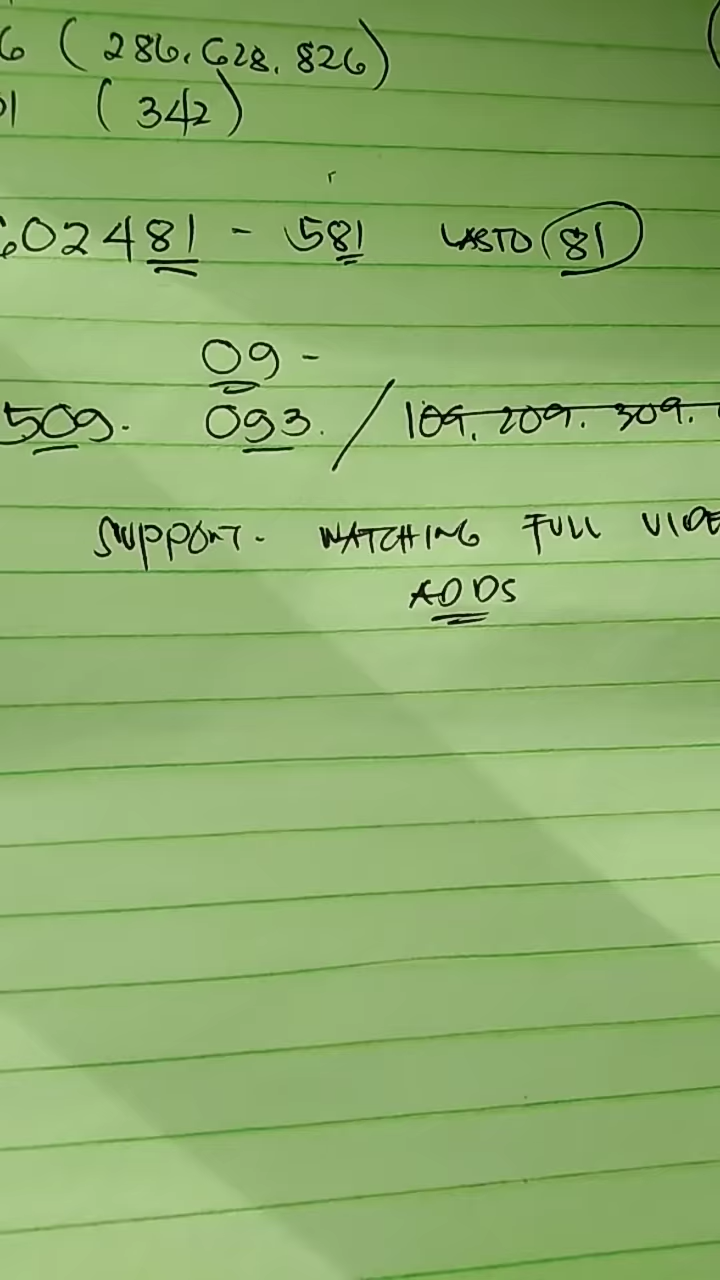 6 (286. 628. 826)
01 (342)
602481 - 581 LASTO 81
09 -
509. 093. / 109. 209. 309.
SUPPORT - WATCHING FULL VIDE
ADDS